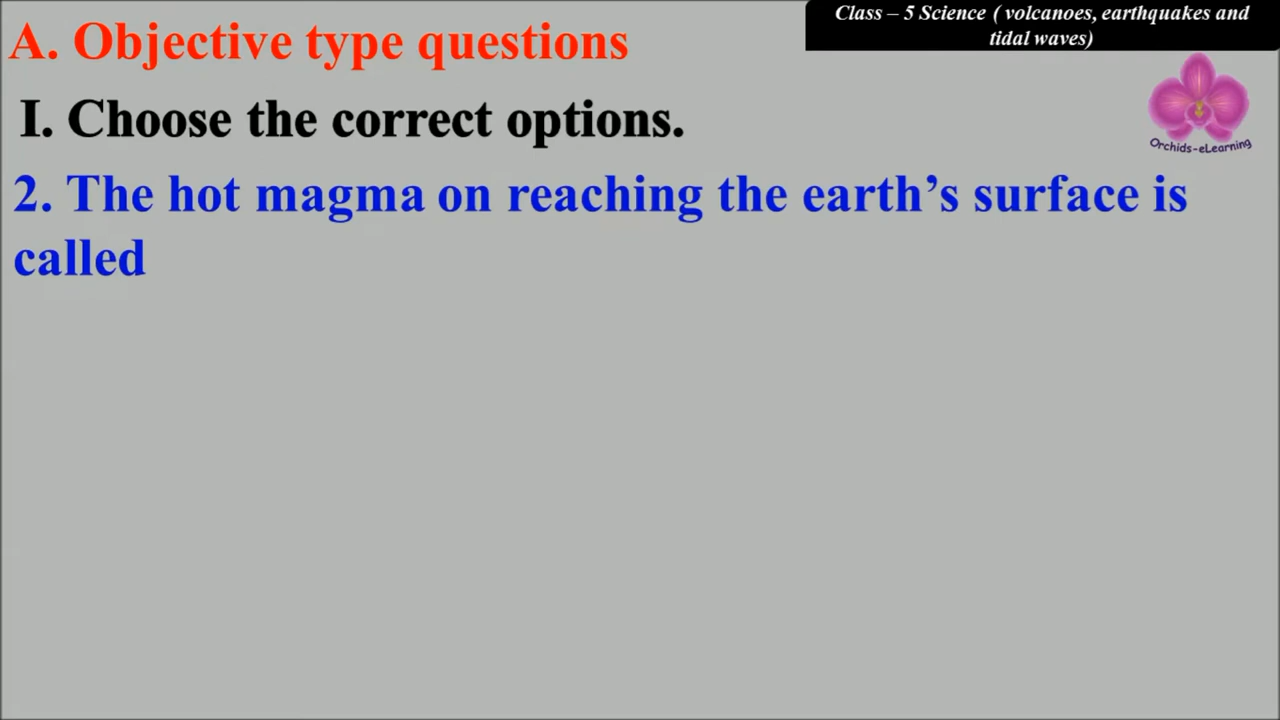 Class – 5 Science ( volcanoes, earthquakes and
tidal waves)
A. Objective type questions
I. Choose the correct options.
Orchids-eLearning
2. The hot magma on reaching the earth’s surface is
called